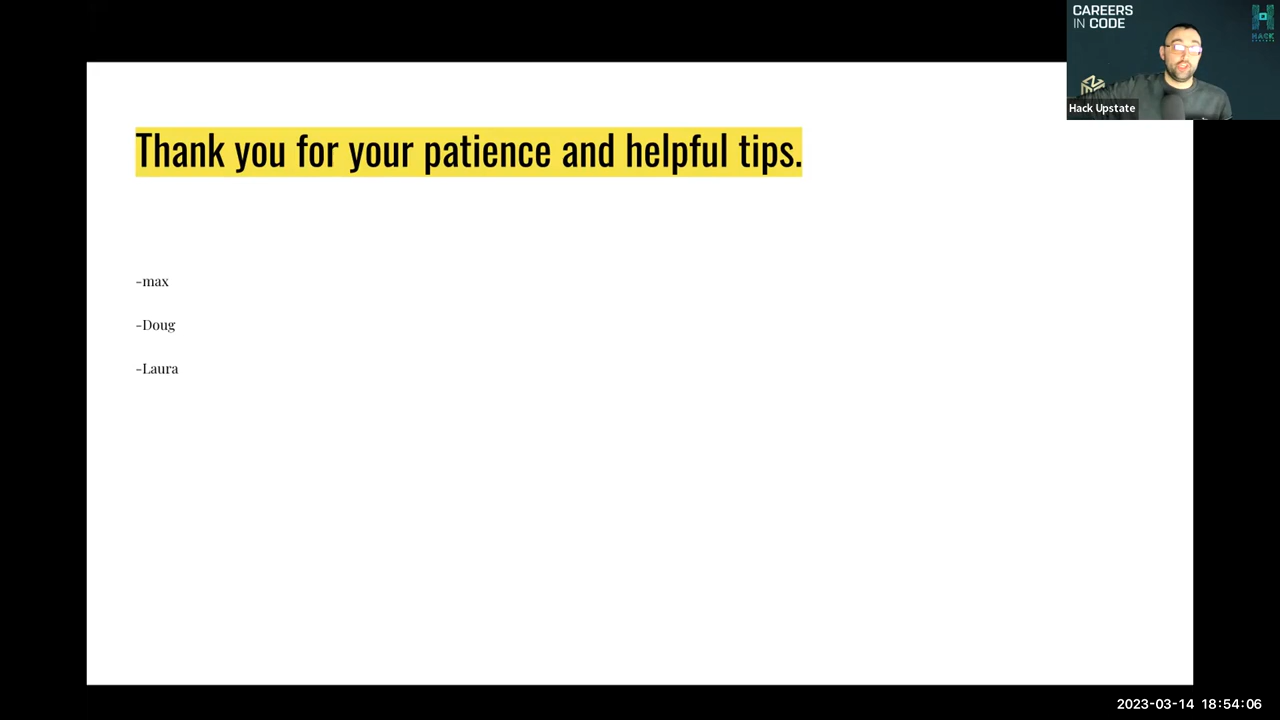 CAREERS
IN CODE
HACK
Hack Upstate
Thank you for your patience and helpful tips.
-max
-Doug
-Laura
2023-03-14 18:54:06